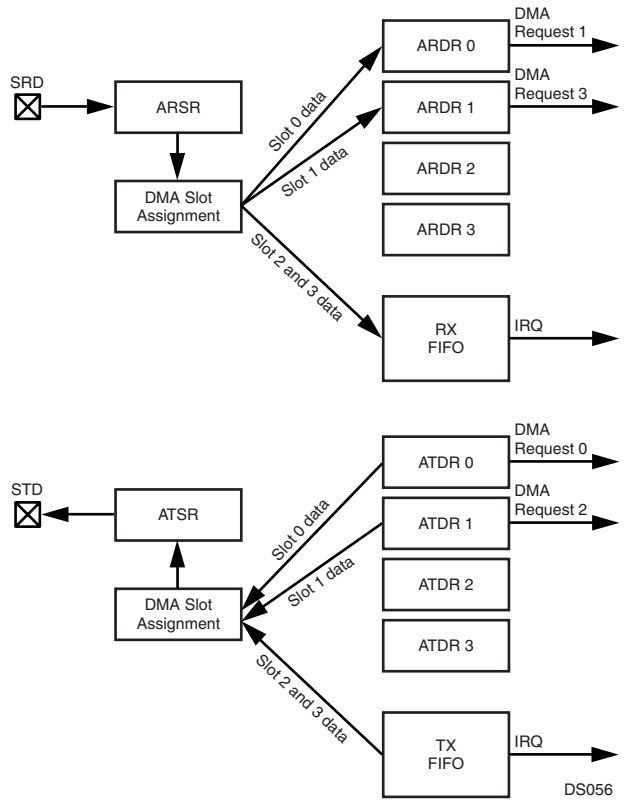 SRD
ARSR
DMA Slot
Assignment
Slot 0 data
Slot 1 data
Slot 2 and 3 data
ARDR 0
DMA
Request 1
ARDR 1
DMA
Request 3
ARDR 2
ARDR 3
RX
FIFO
IRQ
STD
ATSR
DMA Slot
Assignment
Slot 0 data
Slot 1 data
Slot 2 and 3 data
ATDR 0
DMA
Request 0
ATDR 1
DMA
Request 2
ATDR 2
ATDR 3
TX
FIFO
IRQ
DS056